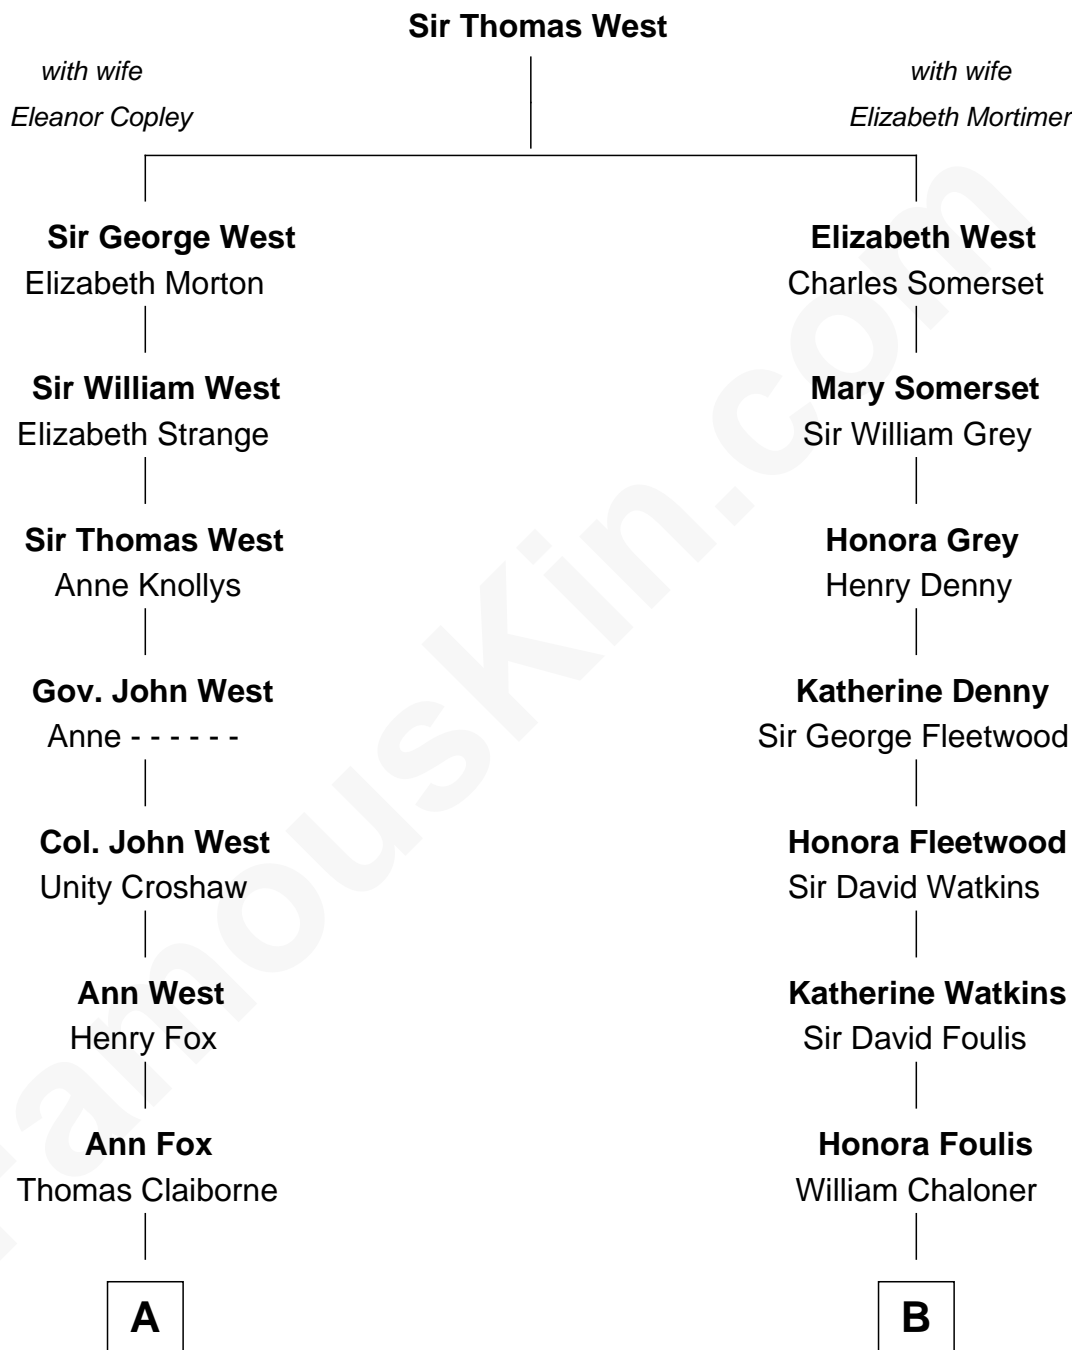 Sir Thomas West
with wife
Eleanor Copley
with wife
Elizabeth Mortimer
Sir George West
Elizabeth Morton
Elizabeth West
Charles Somerset
Sir William West
Elizabeth Strange
Mary Somerset
Sir William Grey
Sir Thomas West
Anne Knollys
Honora Grey
Henry Denny
Gov. John West
Anne - - - - - -
Katherine Denny
Sir George Fleetwood
Col. John West
Unity Croshaw
Honora Fleetwood
Sir David Watkins
Ann West
Henry Fox
Katherine Watkins
Sir David Foulis
Ann Fox
Thomas Claiborne
Honora Foulis
William Chaloner
A
B
FamousKin.com